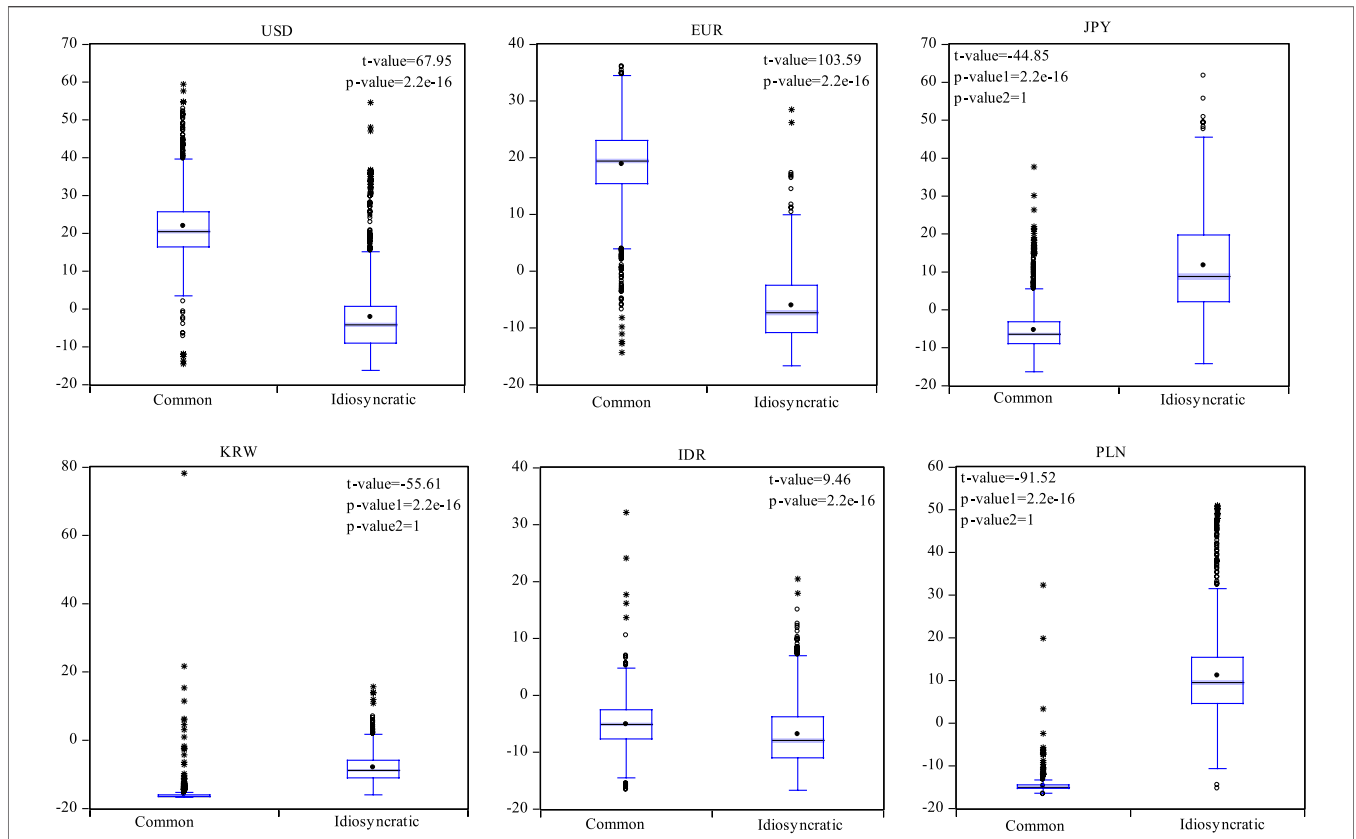 USD
t-value=67.95
p-value=2.2e-16
70
60
50
40
30
20
10
0
-10
-20
Common
Idiosyncratic
EUR
t-value=103.59
p-value=2.2e-16
40
30
20
10
0
-10
-20
Common
Idiosyncratic
JPY
t-value=-44.85
p-value1=2.2e-16
p-value2=1
70
60
50
40
30
20
10
0
-10
-20
Common
Idiosyncratic
KRW
t-value=-55.61
p-value1=2.2e-16
p-value2=1
80
60
40
20
0
-20
Common
Idiosyncratic
IDR
t-value=9.46
p-value=2.2e-16
40
30
20
10
0
-10
-20
Common
Idiosyncratic
PLN
t-value=-91.52
p-value1=2.2e-16
p-value2=1
60
50
40
30
20
10
0
-10
-20
Common
Idiosyncratic